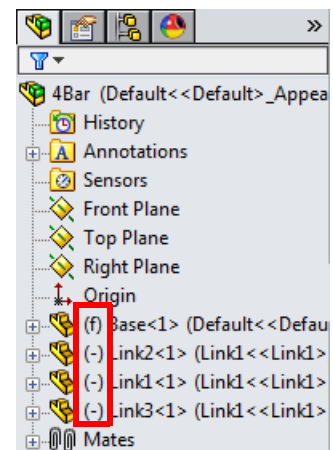 »
4Bar (Default<<Default>_Appea
History
A Annotations
Sensors
Front Plane
Top Plane
Right Plane
Origin
(f) Base<1> (Default<<Defau
(-) Link2<1> (Link1<<Link1>
(-) Link1<1> (Link1<<Link1>
(-) Link3<1> (Link1<<Link1>
Mates